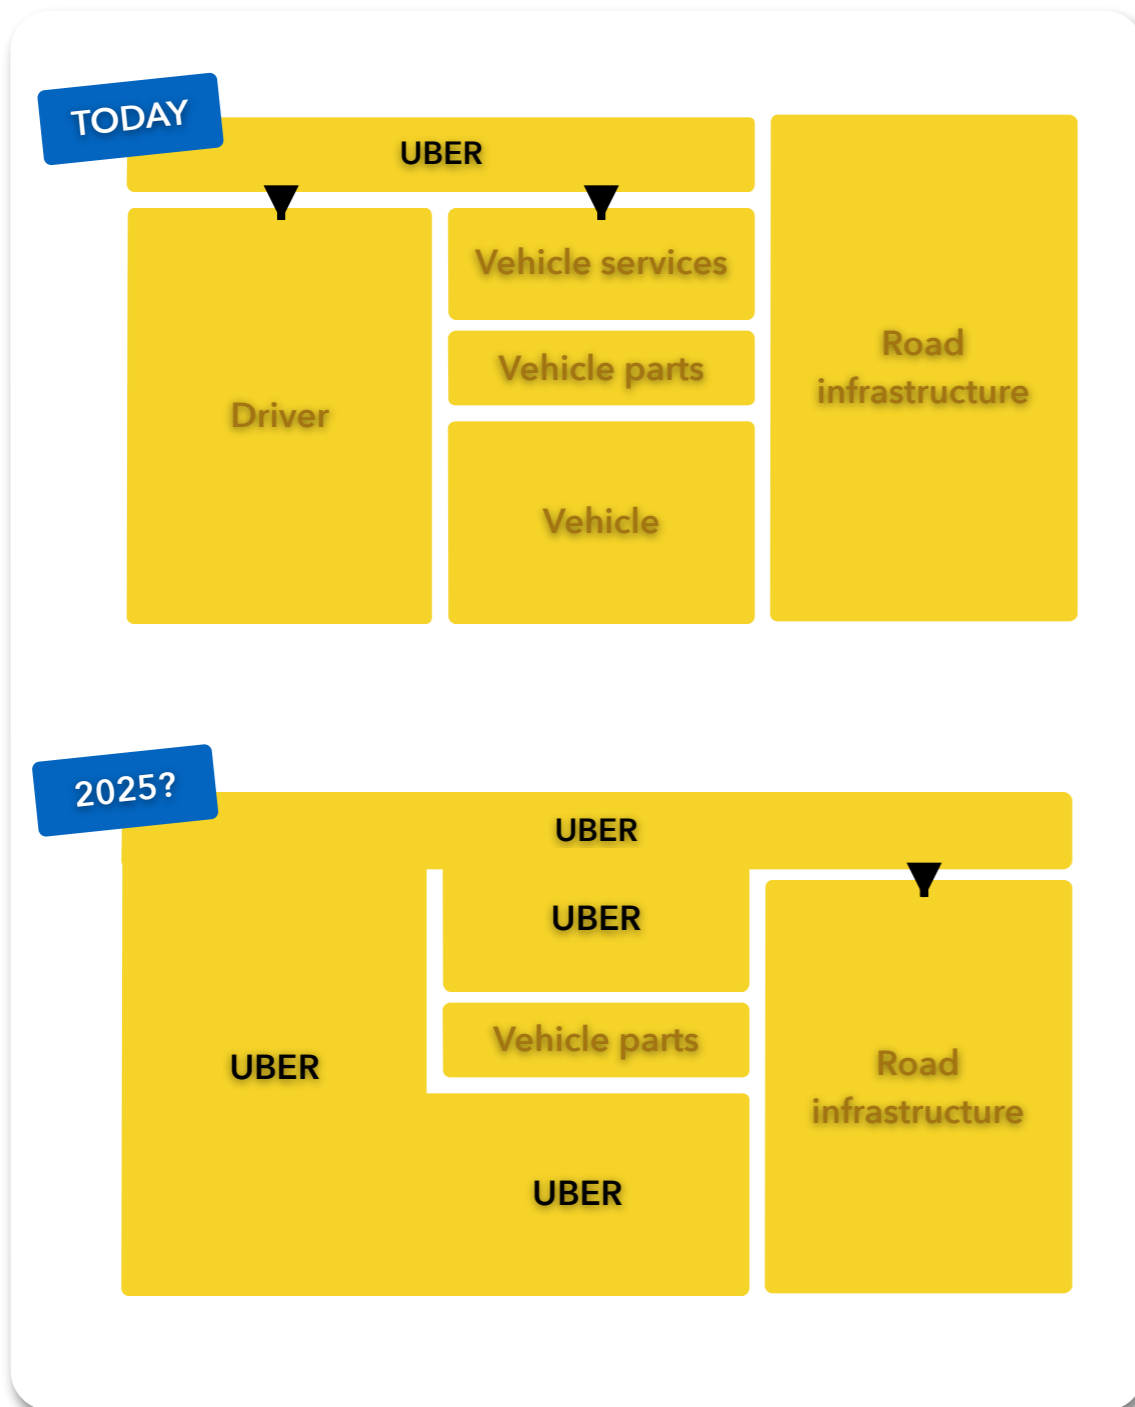 TODAY
UBER
Driver
Vehicle services
Vehicle parts
Vehicle
Road
infrastructure
2025?
UBER
UBER
UBER
Vehicle parts
UBER
Road
infrastructure